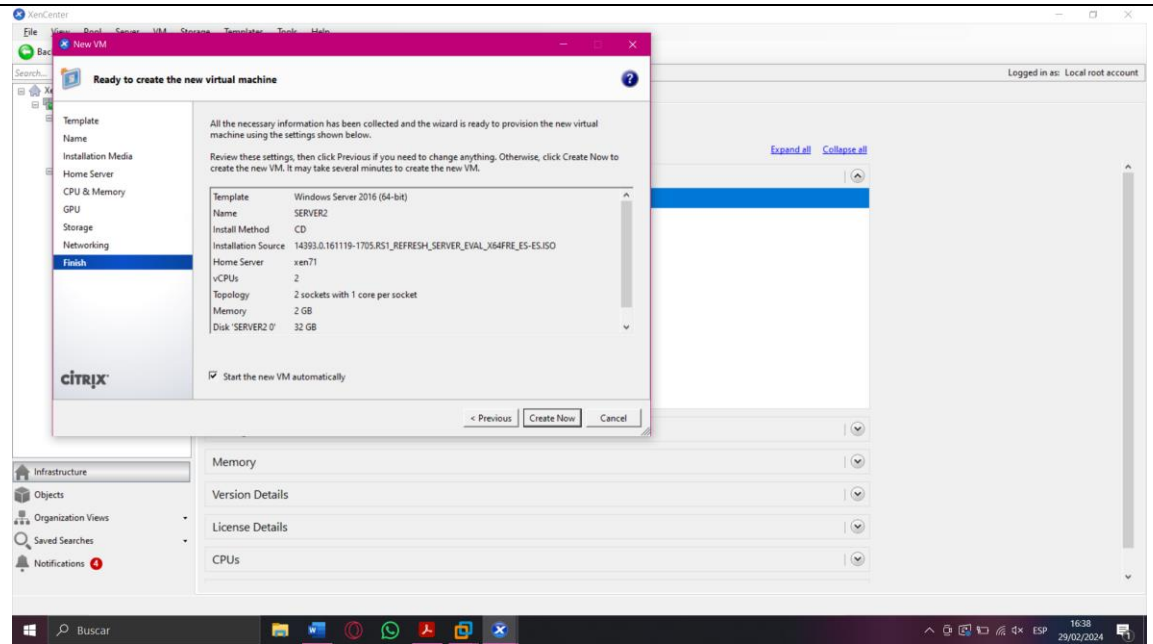 XenCenter
File View Pool Server VM Storage Templates Tools Help
New VM
Search...
Logged in as: Local root account
Ready to create the new virtual machine
Template
Name
Installation Media
Home Server
CPU & Memory
GPU
Storage
Networking
Finish
CİTRIX
All the necessary information has been collected and the wizard is ready to provision the new virtual
machine using the settings shown below.
Review these settings, then click Previous if you need to change anything. Otherwise, click Create Now to
create the new VM. It may take several minutes to create the new VM.
Template Windows Server 2016 (64-bit)
Name SERVER2
Install Method CD
Installation Source 14393.0.161119-1705.RS1_REFRESH_SERVER_EVAL_X64FRE_ES-ES.ISO
Home Server xen71
vCPUs 2
Topology 2 sockets with 1 core per socket
Memory 2 GB
Disk 'SERVER2 0' 32 GB
Start the new VM automatically
< Previous Create Now Cancel
Expand all Collapse all
Memory
Version Details
License Details
CPUs
Infrastructure
Objects
Organization Views
Saved Searches
Notifications 4
Buscar
ESP
16:38
29/02/2024